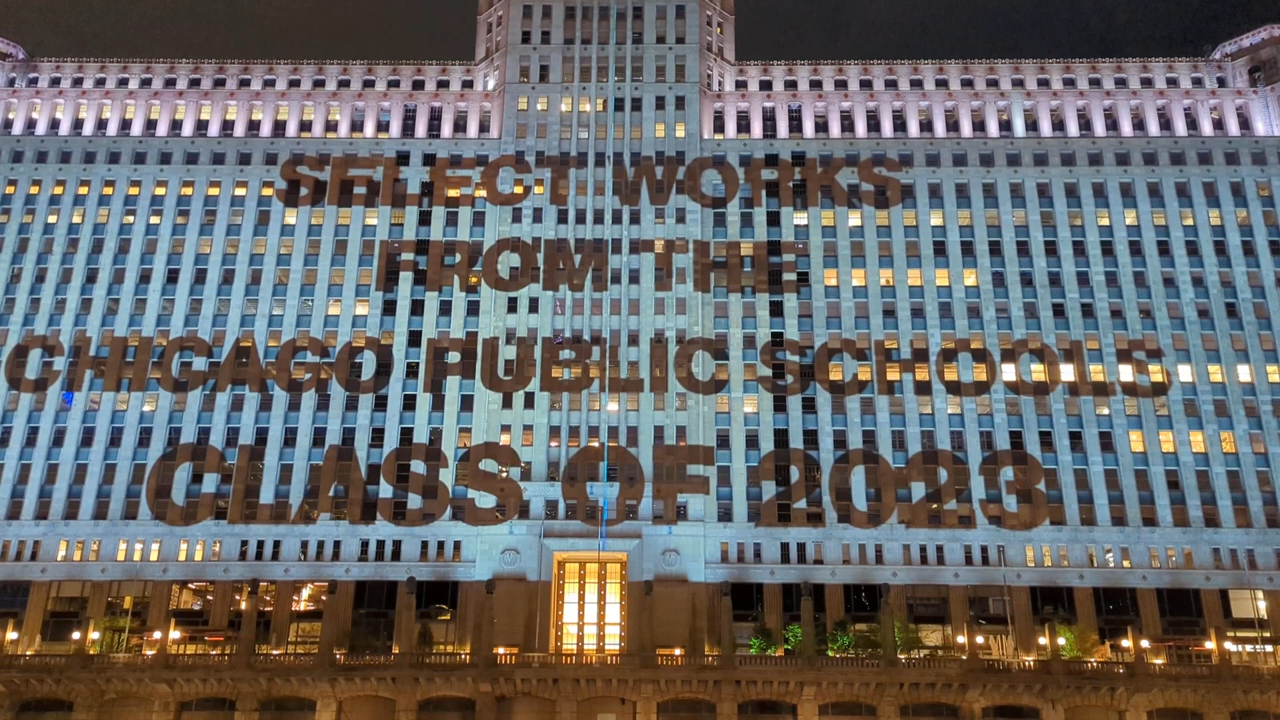 SELECT WORKS
FROM THE
CHICAGO PUBLIC SCHOOLS
CLASS OF 2023